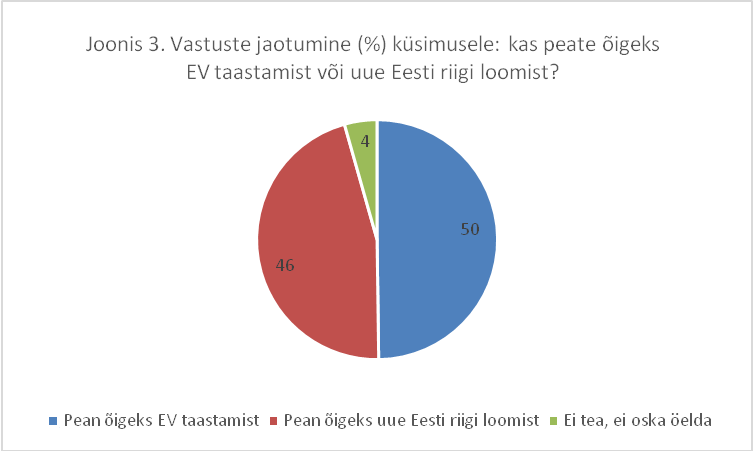 Joonis 3. Vastuste jaotumine (%) küsimusele: kas peate õigeks
EV taastamist või uue Eesti riigi loomist?
4
50
46
Pean õigeks EV taastamist
Pean õigeks uue Eesti riigi loomist
Ei tea, ei oska öelda